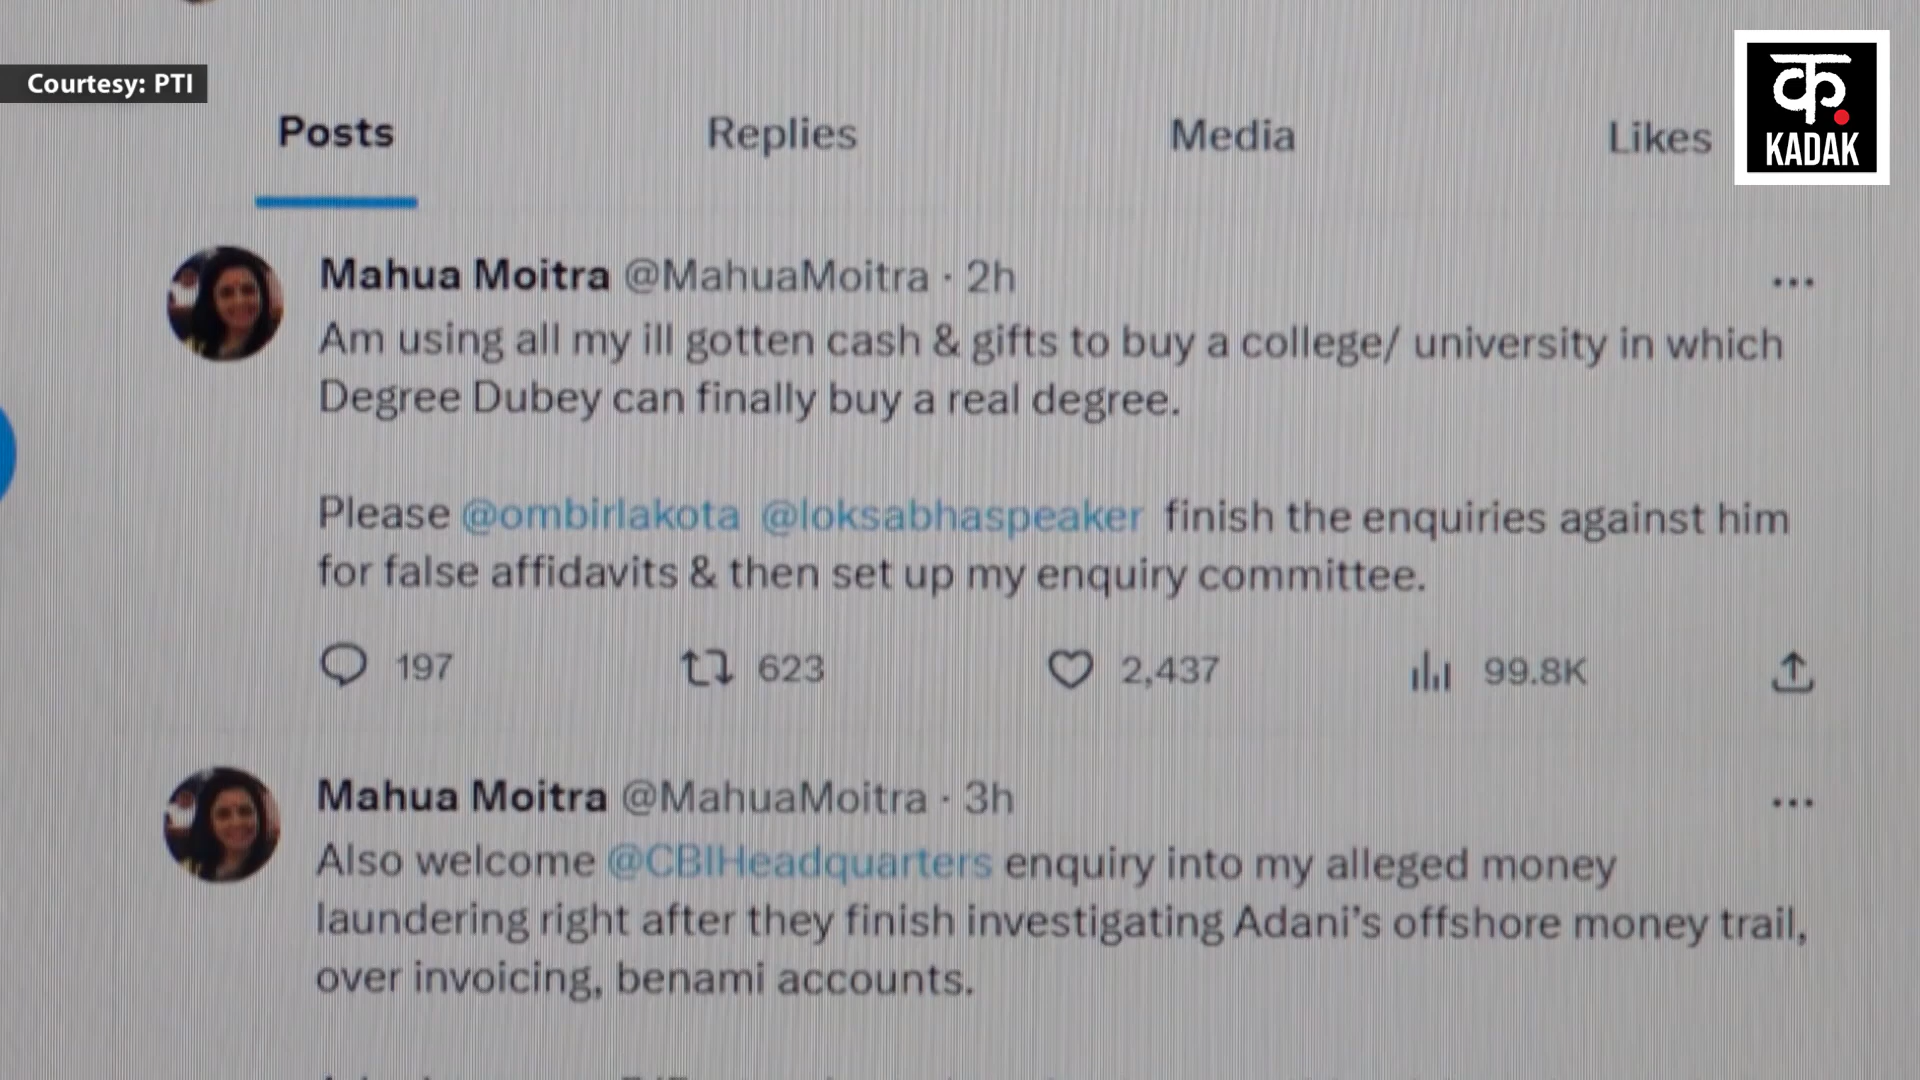 Courtesy: PTI
क.
KADAK
Posts
Replies
Media
Likes
Mahua Moitra @MahuaMoitra · 2h
Am using all my ill gotten cash & gifts to buy a college/ university in which
Degree Dubey can finally buy a real degree.
Please @ombirlakota @loksabhaspeaker finish the enquiries against him
for false affidavits & then set up my enquiry committee.
197
623
2,437
99.8K
Mahua Moitra @MahuaMoitra · 3h
Also welcome @CBIHeadquarters enquiry into my alleged money
laundering right after they finish investigating Adani's offshore money trail,
over invoicing, benami accounts.